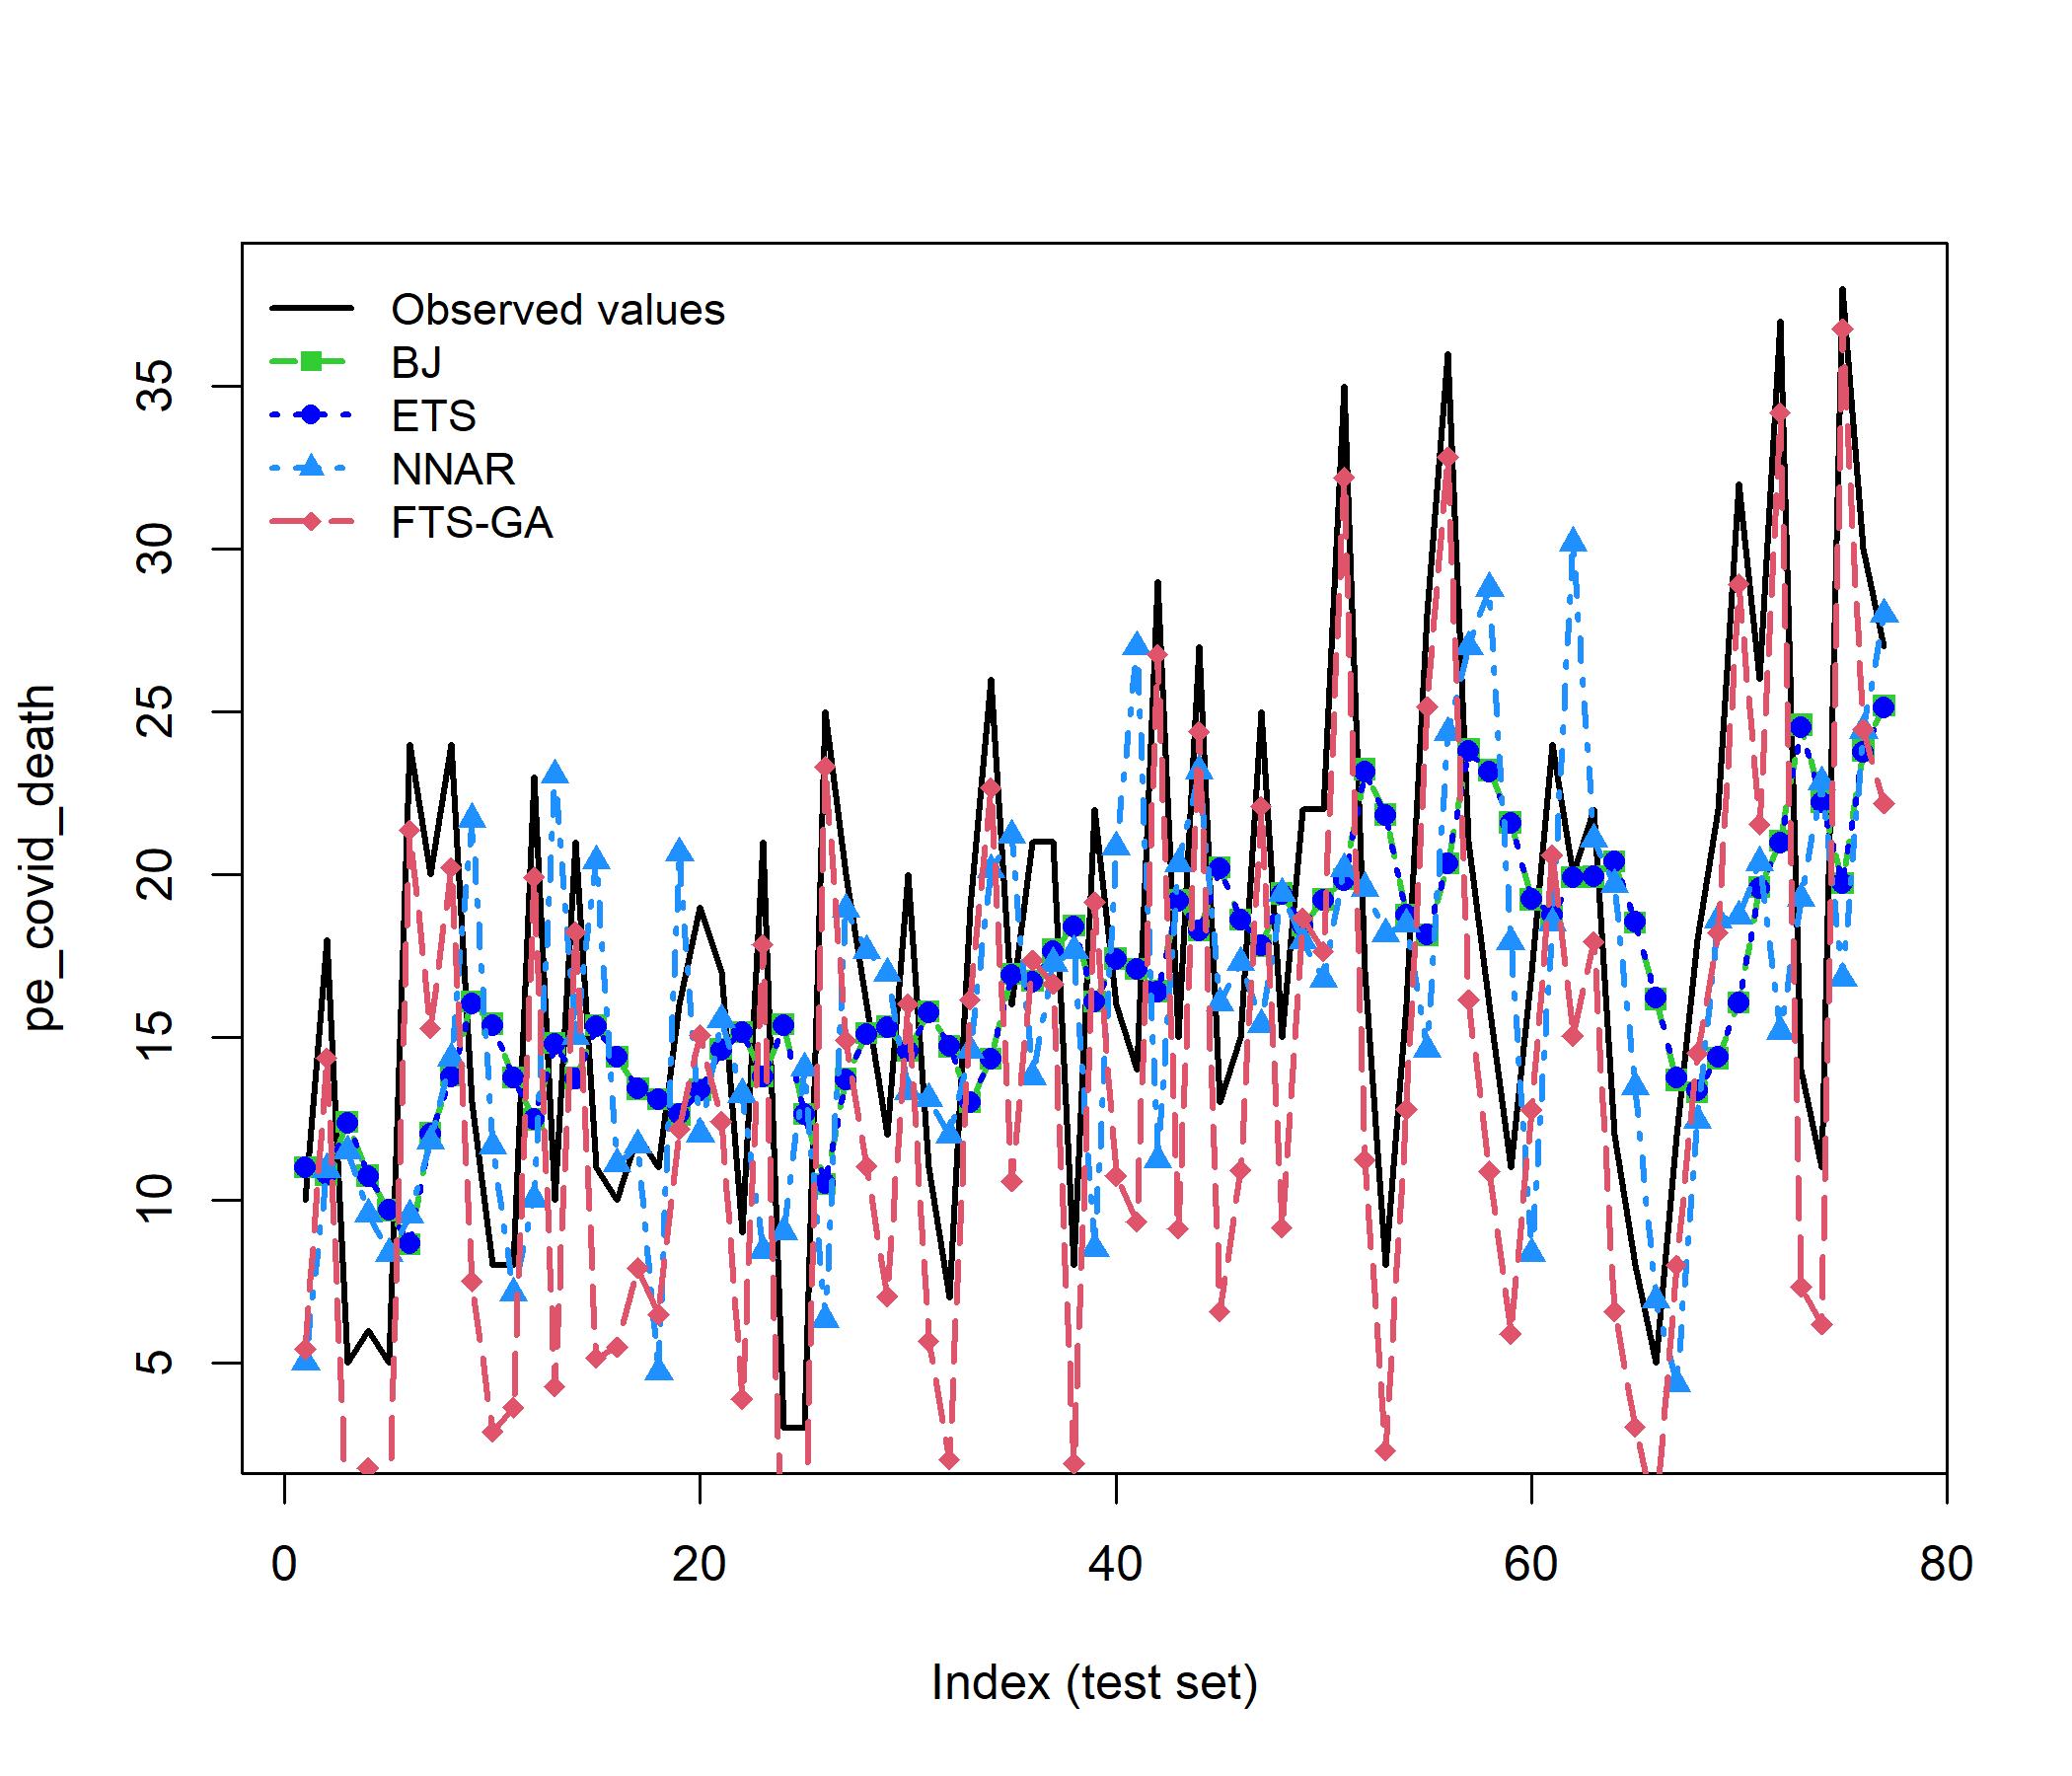 Observed values
BJ
ETS
NNAR
FTS-GA
35
30
25
20
15
10
5
pe_covid_death
0 20 40 60 80
Index (test set)